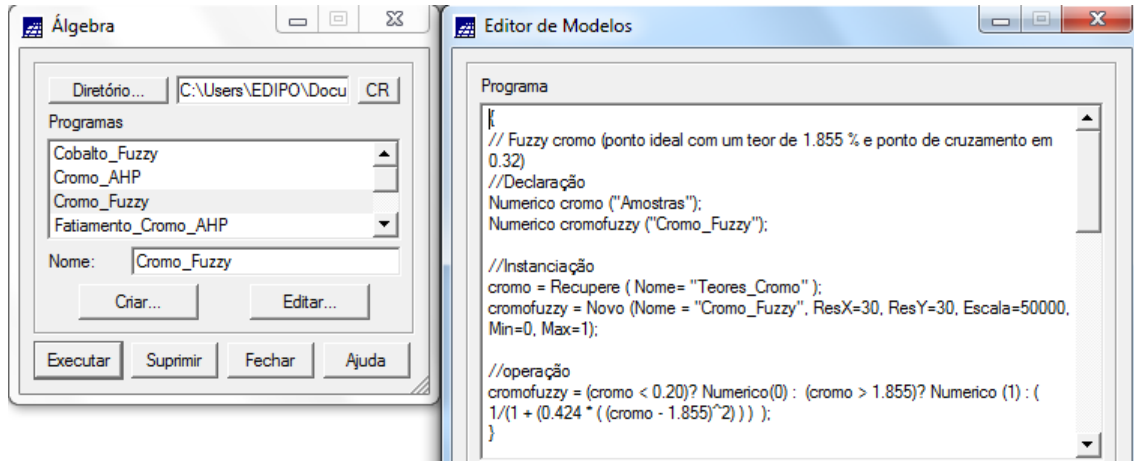 Álgebra
Diretório...
C:\Users\EDIPO\Docu
CR
Programas
Cobalto_Fuzzy
Cromo_AHP
Cromo_Fuzzy
Fatiamento_Cromo_AHP
Nome:
Cromo_Fuzzy
Criar...
Editar...
Executar
Suprimir
Fechar
Ajuda
Editor de Modelos
Programa
{
// Fuzzy cromo (ponto ideal com um teor de 1.855 % e ponto de cruzamento em
0.32)
//Declaração
Numerico cromo ("Amostras");
Numerico cromofuzzy ("Cromo_Fuzzy");
//Instanciação
cromo = Recupere ( Nome= "Teores_Cromo" );
cromofuzzy = Novo (Nome = "Cromo_Fuzzy", ResX=30, ResY=30, Escala=50000,
Min=0, Max=1);
//operação
cromofuzzy = (cromo < 0.20)? Numerico(0) : (cromo > 1.855)? Numerico (1) : (
1/(1 + (0.424 * ( (cromo - 1.855)^2) ) ) );
}